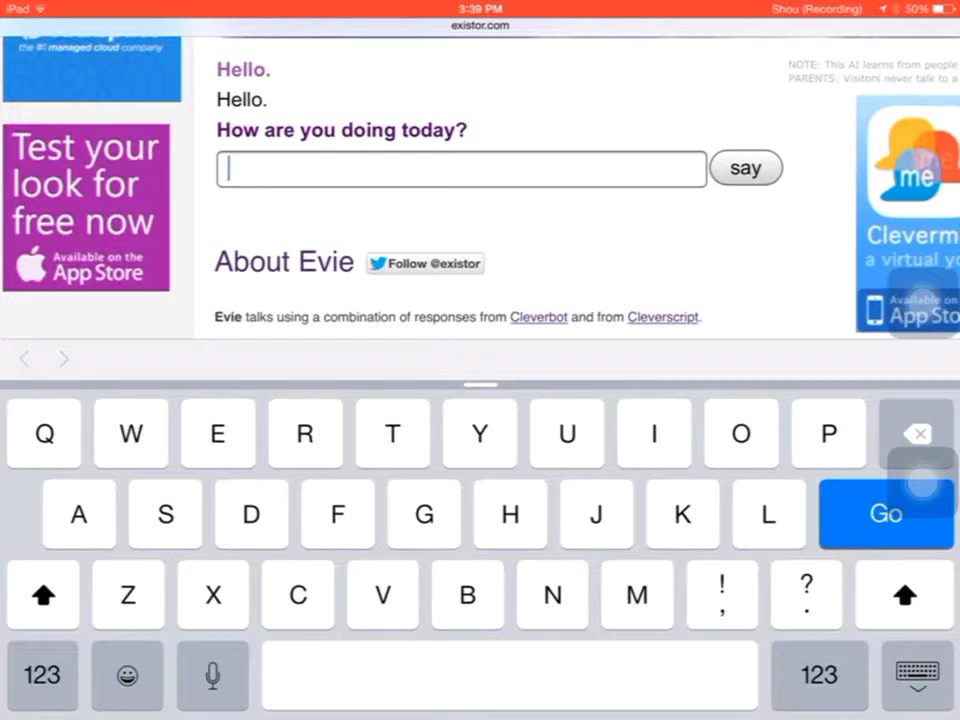 iPad 3:39 PM Shou (Recording) 50%
existor.com
the #1 managed cloud company
Hello.
Hello.
How are you doing today?
say
NOTE: This AI learns from people
PARENTS: Visitors never talk to a
Test your
look for
free now
Available on the
App Store
me
Cleverm
a virtual yo
Available on
App Sto
About Evie Follow @existor
Evie talks using a combination of responses from Cleverbot and from Cleverscript.
Q W E R T Y U I O P
A S D F G H J K L Go
Z X C V B N M ! , ? .
123 123